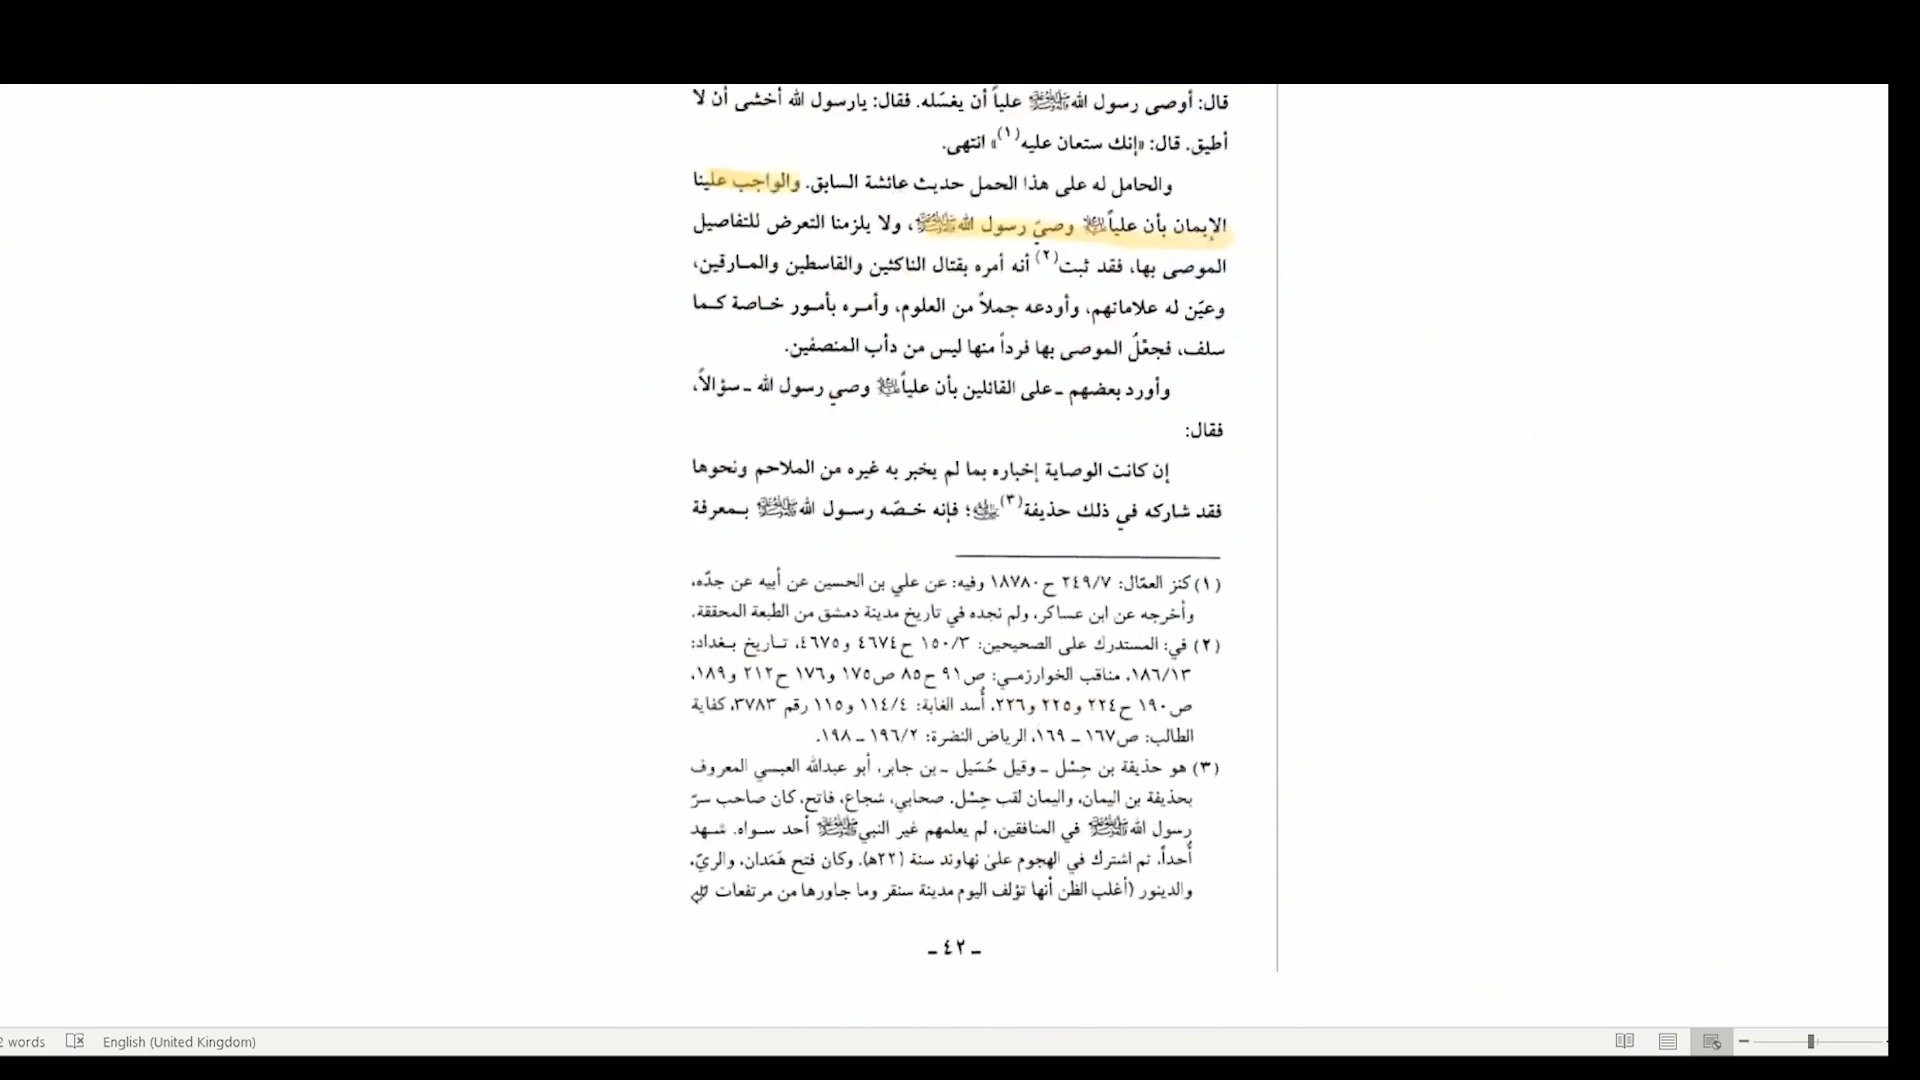 قال: أوصى رسول الله ﷺ علياً أن يغسّله. فقال: يارسول الله أخشى أن لا
أطيق. قال: «إنك ستعان عليه(١)» انتهى.
والحامل له على هذا الحمل حديث عائشة السابق. والواجب علينا
الإيمان بأن علياً وصيّ رسول الله ﷺ، ولا يلزمنا التعرض للتفاصيل
الموصى بها، فقد ثبت(٢) أنه أمره بقتال الناكثين والقاسطين والمارقين،
وعيّن له علاماتهم، وأودعه جملاً من العلوم، وأمره بأمور خاصة كما
سلف، فجعْلُ الموصى بها فرداً منها ليس من دأب المنصفين.
وأورد بعضهم ـ على القائلين بأن علياً وصي رسول الله ـ سؤالاً،
فقال:
إن كانت الوصاية إخباره بما لم يخبر به غيره من الملاحم ونحوها
فقد شاركه في ذلك حذيفة(٣)؛ فإنه خصّه رسول الله ﷺ بمعرفة
(١) كنز العمّال: ٢٤٩/٧ ح ١٨٧٨٠ وفيه: عن علي بن الحسين عن أبيه عن جدّه،
وأخرجه عن ابن عساكر، ولم نجده في تاريخ مدينة دمشق من الطبعة المحققة.
(٢) في: المستدرك على الصحيحين: ١٥٠/٣ ح ٤٦٧٤ و٤٦٧٥، تاريخ بغداد:
١٨٦/١٣، مناقب الخوارزمي: ص٩١ ح٨٥ ص١٧٥ و١٧٦ ح٢١٢ و١٨٩،
ص١٩٠ ح٢٢٤ و٢٢٥ و٢٢٦، أُسد الغابة: ١١٤/٤ و١١٥ رقم ٣٧٨٣، كفاية
الطالب: ص١٦٧ ـ ١٦٩، الرياض النضرة: ١٩٦/٢ ـ ١٩٨.
(٣) هو حذيفة بن حِسْل ـ وقيل حُسَيل ـ بن جابر، أبو عبدالله العبسي المعروف
بحذيفة بن اليمان، واليمان لقب حِسْل. صحابي، شجاع، فاتح، كان صاحب سرّ
رسول الله ﷺ في المنافقين، لم يعلمهم غير النبي ﷺ أحد سواه. شهد
أُحداً، ثم اشترك في الهجوم على نهاوند سنة (٢٢هـ). وكان فتح هَمَدان، والريّ،
والدينور (أغلب الظن أنها تؤلف اليوم مدينة سنقر وما جاورها من مرتفعات
ـ ٤٢ ـ
2 words English (United Kingdom)